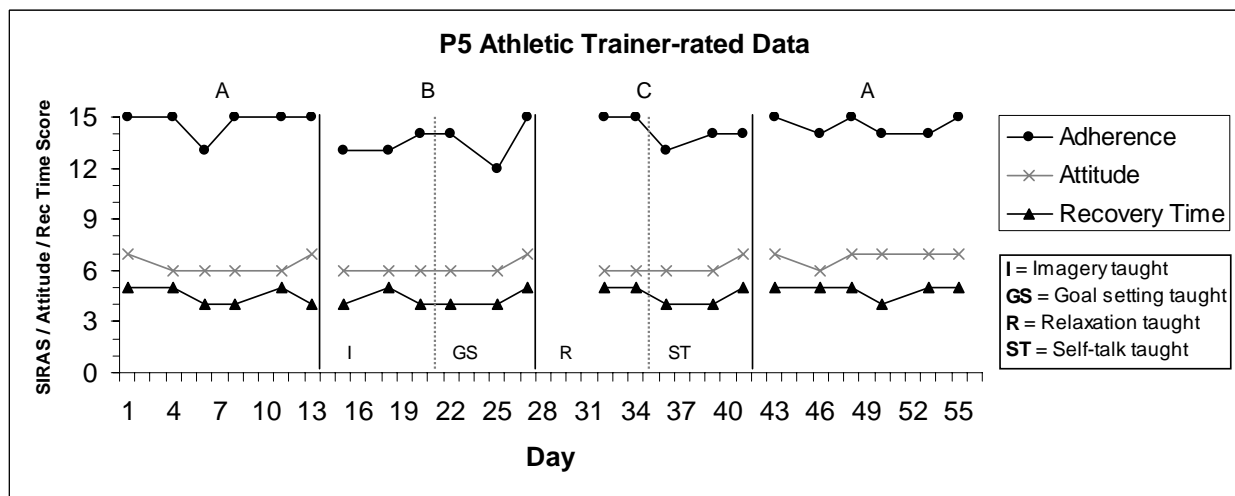 P5 Athletic Trainer-rated Data
A B C A
SIRAS / Attitude / Rec Time Score
15
12
9
6
3
0
I GS R ST
1 4 7 10 13 16 19 22 25 28 31 34 37 40 43 46 49 52 55
Day
Adherence
Attitude
Recovery Time
I = Imagery taught
GS = Goal setting taught
R = Relaxation taught
ST = Self-talk taught